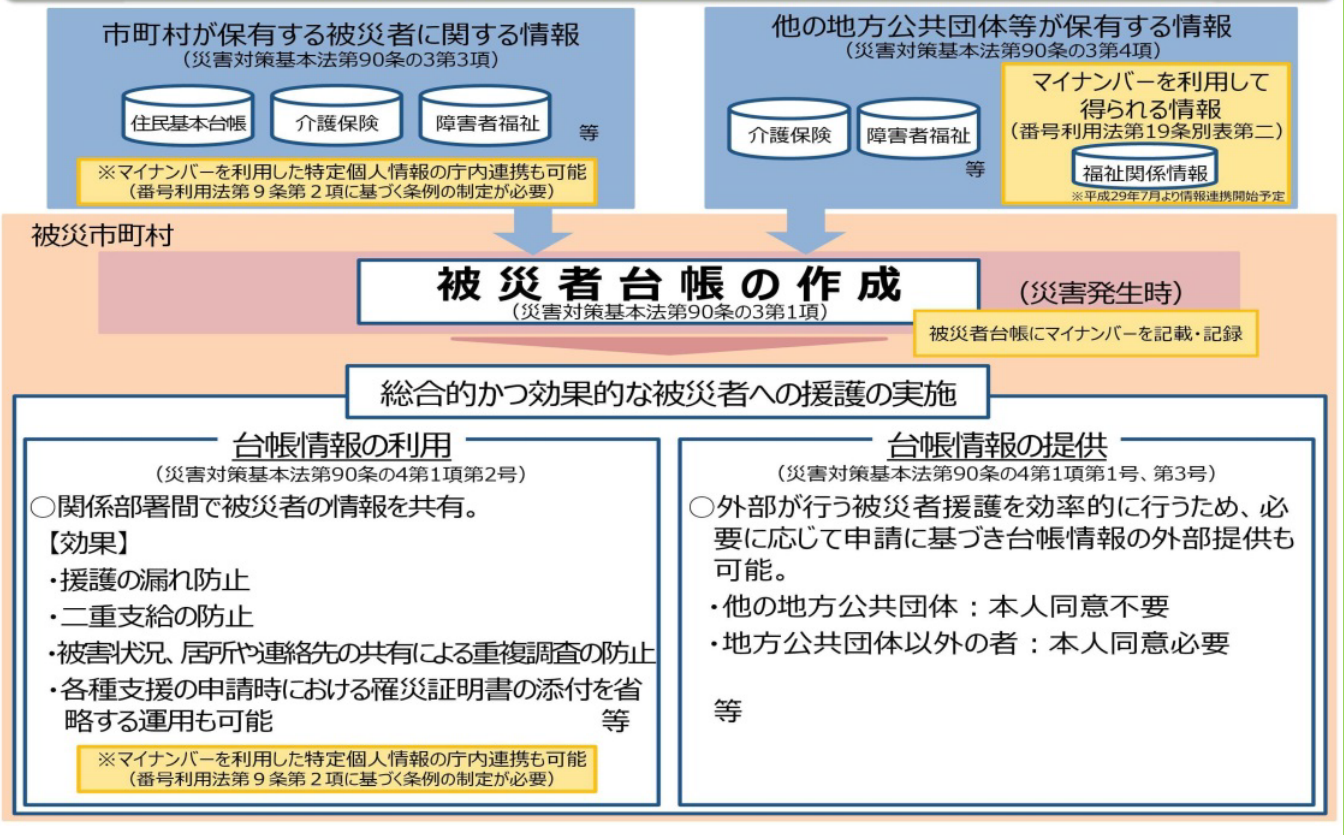 市町村が保有する被災者に関する情報
(災害対策基本法第90条の3第3項)
住民基本台帳
介護保険
障害者福祉
等
※マイナンバーを利用した特定個人情報の庁内連携も可能
(番号利用法第9条第2項に基づく条例の制定が必要)
他の地方公共団体等が保有する情報
(災害対策基本法第90条の3第4項)
介護保険
障害者福祉
等
マイナンバーを利用して
得られる情報
(番号利用法第19条別表第二)
福祉関係情報
※平成29年7月より情報連携開始予定
被災市町村
被災者台帳の作成
(災害対策基本法第90条の3第1項)
(災害発生時)
被災者台帳にマイナンバーを記載・記録
総合的かつ効果的な被災者への援護の実施
台帳情報の利用
(災害対策基本法第90条の4第1項第2号)
○関係部署間で被災者の情報を共有。
【効果】
・援護の漏れ防止
・二重支給の防止
・被害状況、居所や連絡先の共有による重複調査の防止
・各種支援の申請時における罹災証明書の添付を省
略する運用も可能 等
※マイナンバーを利用した特定個人情報の庁内連携も可能
(番号利用法第9条第2項に基づく条例の制定が必要)
台帳情報の提供
(災害対策基本法第90条の4第1項第1号、第3号)
○外部が行う被災者援護を効率的に行うため、必
要に応じて申請に基づき台帳情報の外部提供も
可能。
・他の地方公共団体:本人同意不要
・地方公共団体以外の者:本人同意必要
等